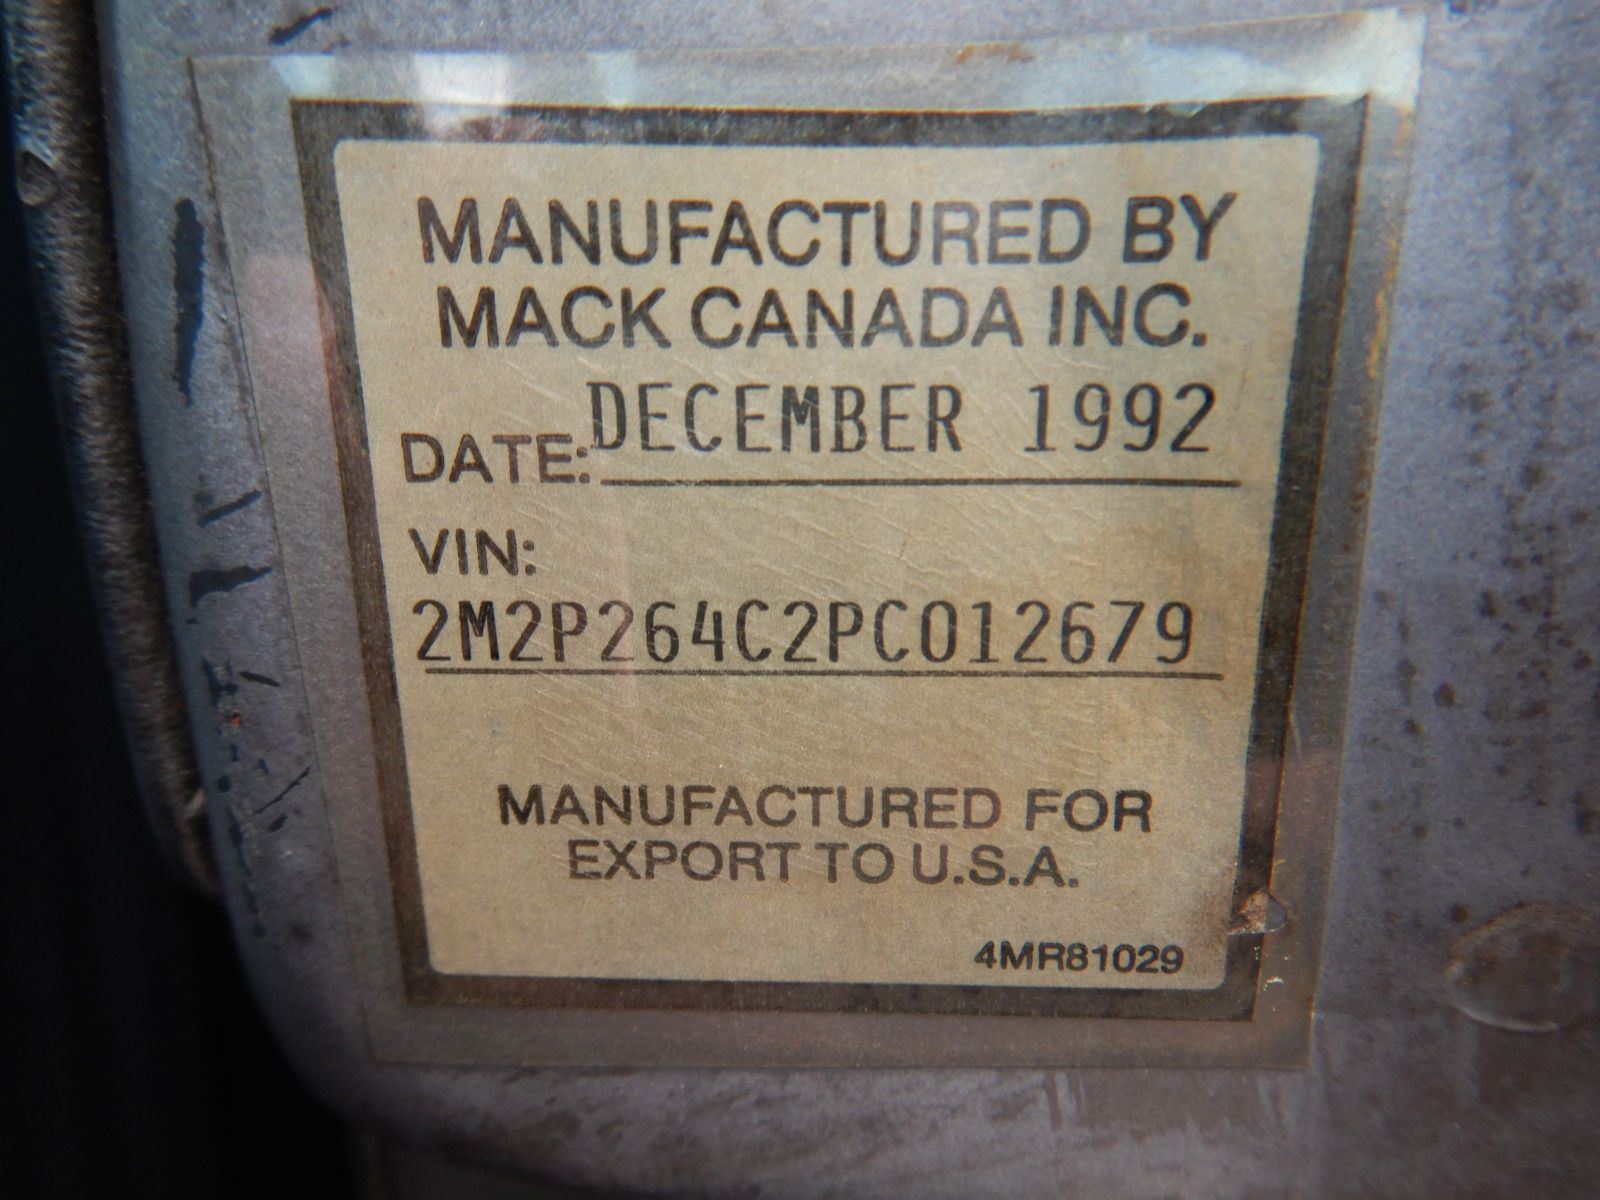 MANUFACTURED BY
MACK CANADA INC.
DATE: DECEMBER 1992
VIN:
2M2P264C2PC012679
MANUFACTURED FOR
EXPORT TO U.S.A.
4MR81029